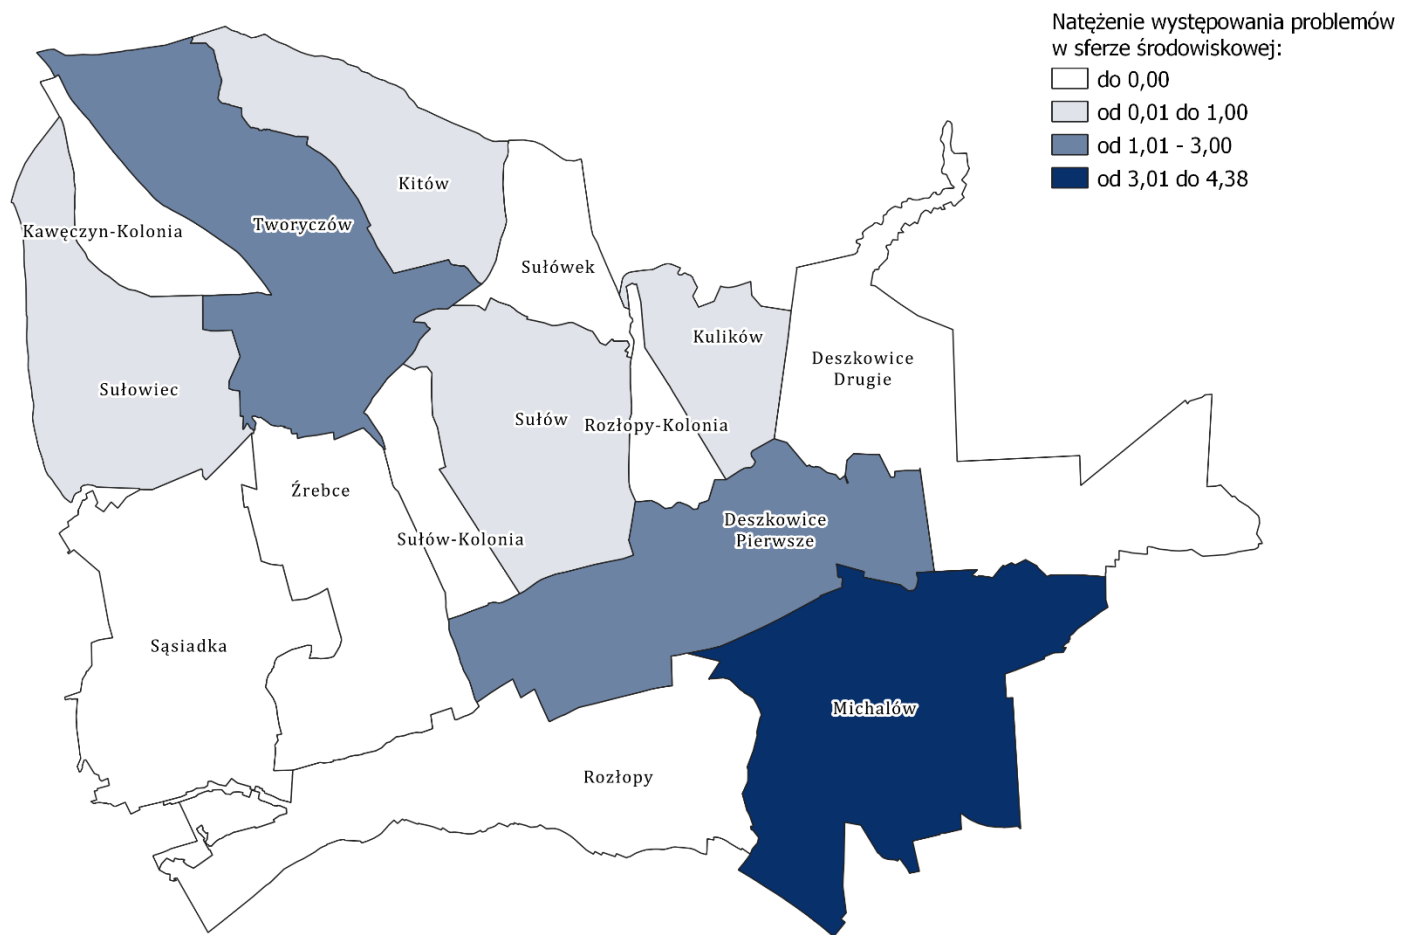 Natężenie występowania problemów
w sferze środowiskowej:
do 0,00
od 0,01 do 1,00
od 1,01 - 3,00
od 3,01 do 4,38
Kitów
Tworyczów
Kawęczyn-Kolonia
Sułówek
Kulików
Deszkowice
Drugie
Sułowiec
Sułów
Rozłopy-Kolonia
Źrebce
Sułów-Kolonia
Deszkowice
Pierwsze
Sąsiadka
Michalów
Rozłopy